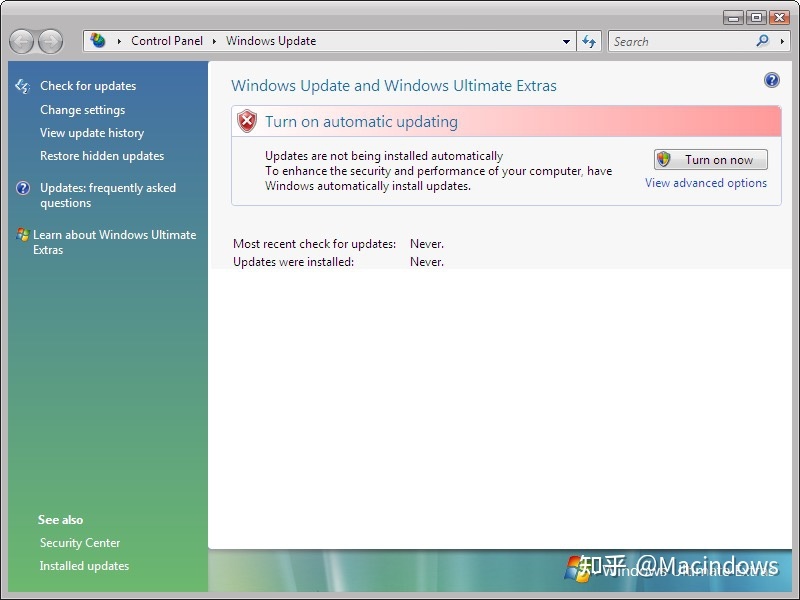 Control Panel
Windows Update
Search
Check for updates
Change settings
View update history
Restore hidden updates
Updates: frequently asked
questions
Learn about Windows Ultimate
Extras
See also
Security Center
Installed updates
Windows Update and Windows Ultimate Extras
Turn on automatic updating
Updates are not being installed automatically
To enhance the security and performance of your computer, have
Windows automatically install updates.
Turn on now
View advanced options
Most recent check for updates: Never.
Updates were installed: Never.
Windows Ultimate Extras
知乎 @Macindows